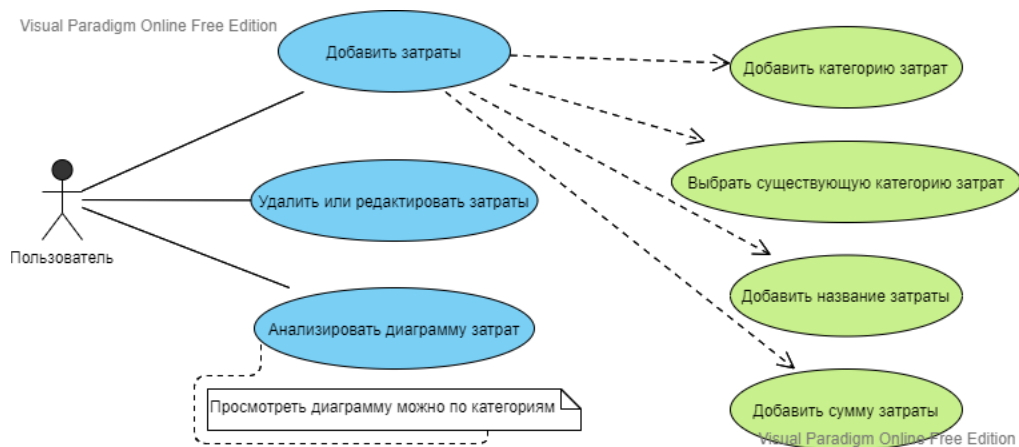 Visual Paradigm Online Free Edition
Добавить затраты
Добавить категорию затрат
Выбрать существующую категорию затрат
Удалить или редактировать затраты
Пользователь
Добавить название затраты
Анализировать диаграмму затрат
Просмотреть диаграмму можно по категориям
Добавить сумму затраты
Visual Paradigm Online Free Edition